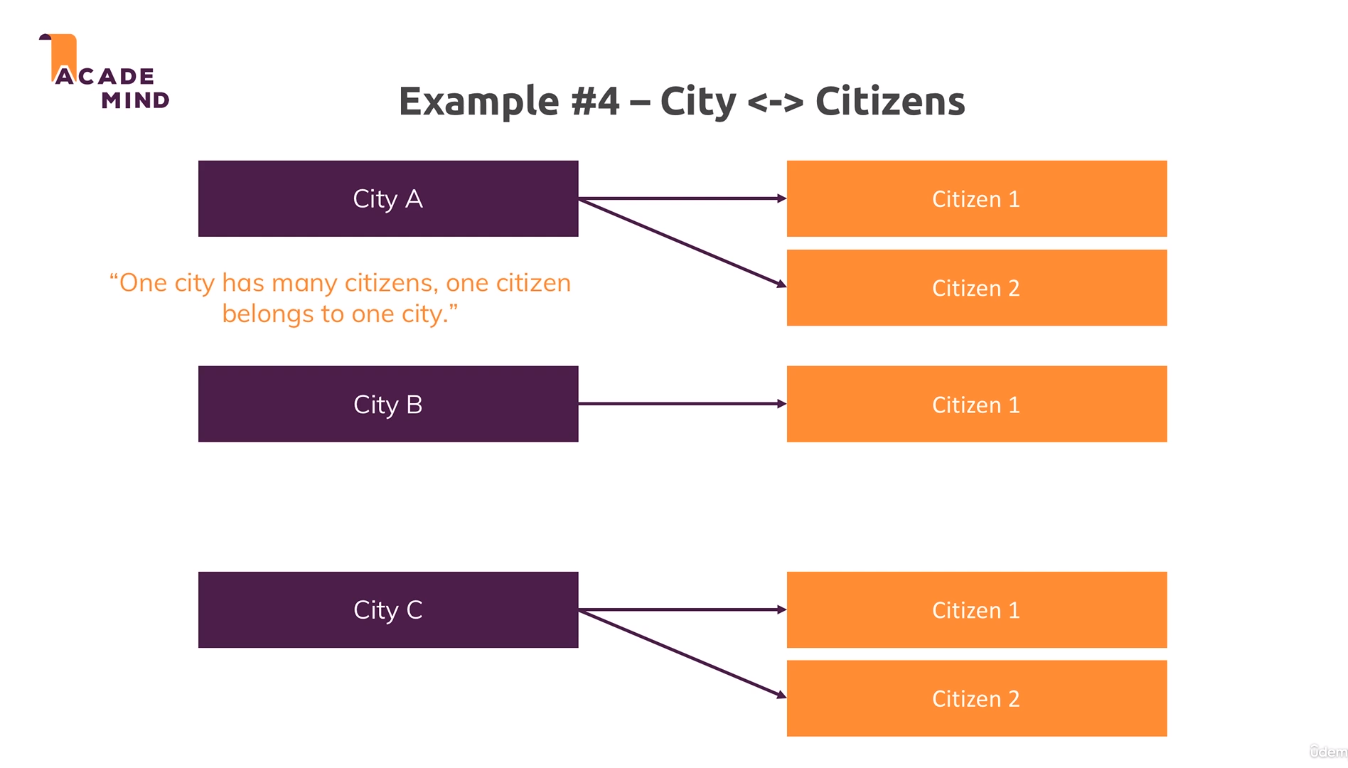 ACADE
MIND
Example #4 – City <-> Citizens
City A
Citizen 1
Citizen 2
“One city has many citizens, one citizen
belongs to one city.”
City B
Citizen 1
City C
Citizen 1
Citizen 2